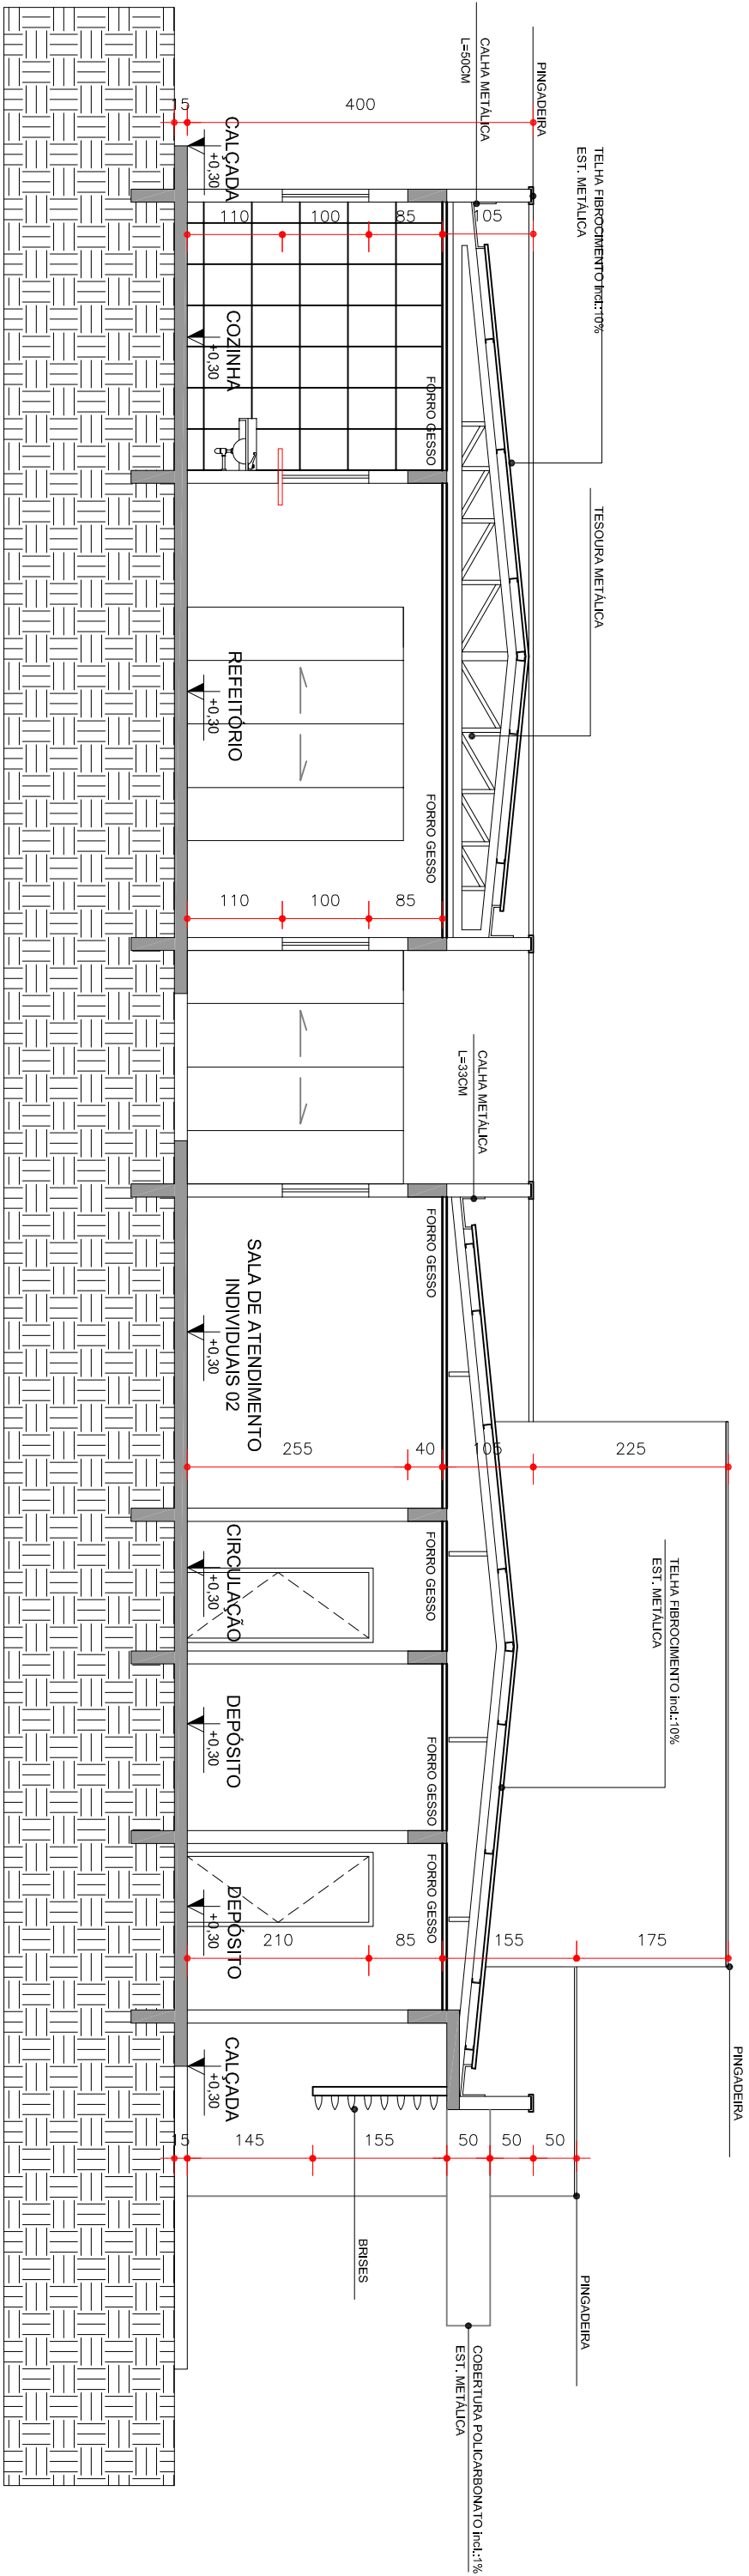 PINGADEIRA
CALHA METÁLICA
L=50CM
TELHA FIBROCIMENTO incl.:10%
EST. METÁLICA
15
400
CALÇADA
+0,30
110
100
85
105
COZINHA
+0,30
FORRO GESSO
TESOURA METÁLICA
REFEITÓRIO
+0,30
FORRO GESSO
110
100
85
CALHA METÁLICA
L=33CM
FORRO GESSO
SALA DE ATENDIMENTO
INDIVIDUAIS 02
+0,30
255
40
105
225
CIRCULAÇÃO
+0,30
FORRO GESSO
TELHA FIBROCIMENTO incl.:10%
EST. METÁLICA
DEPÓSITO
+0,30
FORRO GESSO
DEPÓSITO
+0,30
FORRO GESSO
210
85
155
175
PINGADEIRA
CALÇADA
+0,30
15
145
155
50
50
50
BRISES
PINGADEIRA
COBERTURA POLICARBONATO incl.:1%
EST. METÁLICA